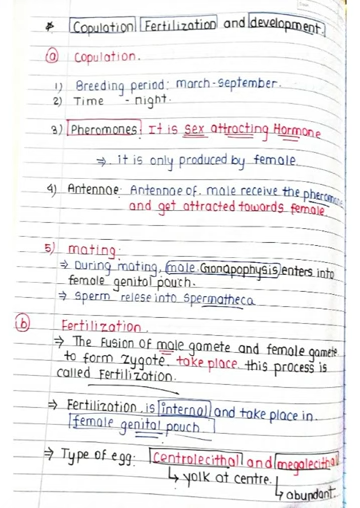 * Copulation Fertilization and development.
(a) Copulation.
1) Breeding period: march-september.
2) Time - night.
3) Pheromones: It is sex attracting Hormone
⇒ it is only produced by female.
4) Antennae: Antennae of male receive the pheromone
and get attracted towards female.
5) mating:
⇒ During mating, male Gonapophysis enters into
female genital pouch.
⇒ sperm relese into spermatheca
(b) Fertilization.
→ The fusion of male gamete and female gamete
to form zygote. take place this process is
called Fertilization.
⇒ Fertilization is internal and take place in.
female genital pouch
⇒ Type of egg: Centrolecithal and megalecithal
↳ yolk at centre.
↳ abundant.